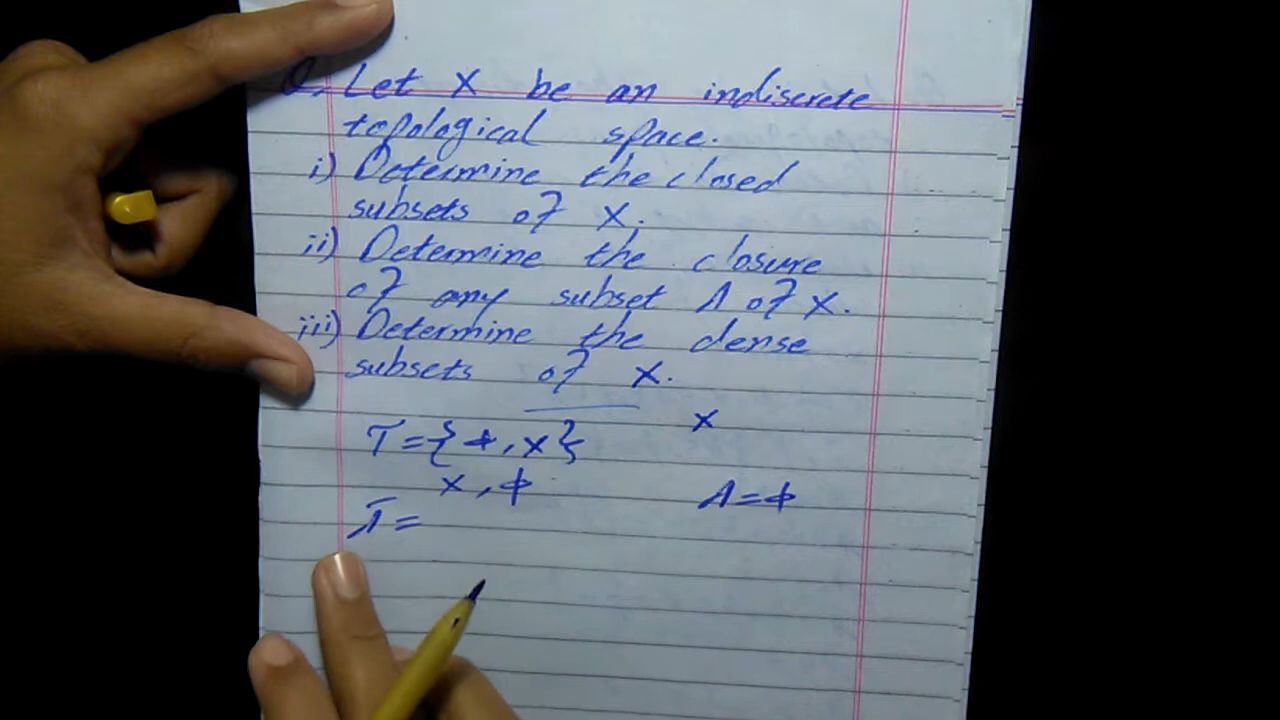 Q. Let X be an indiscrete
topological space.
i) Determine the closed
subsets of X.
ii) Determine the closure
of any subset A of X.
iii) Determine the dense
subsets of X.
X
T = {ϕ, X}
X, ϕ
A = ϕ
Ā =